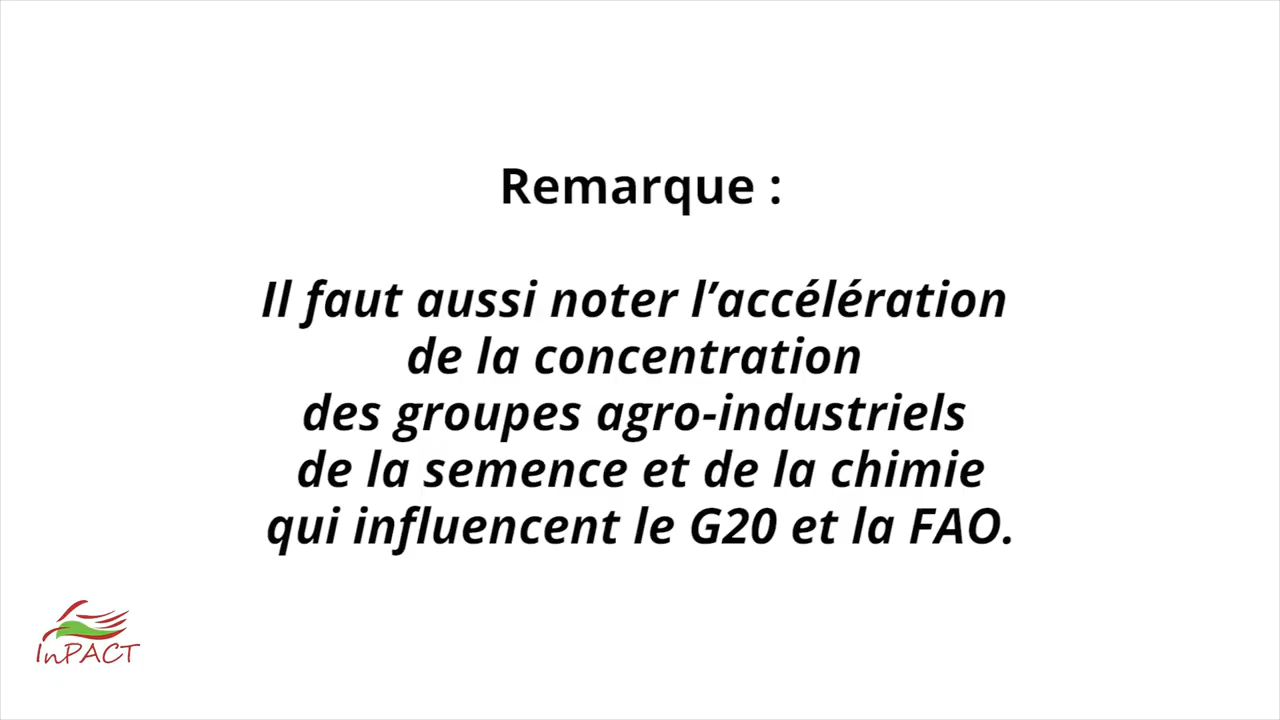 Remarque :
Il faut aussi noter l’accélération
de la concentration
des groupes agro-industriels
de la semence et de la chimie
qui influencent le G20 et la FAO.
InPACT